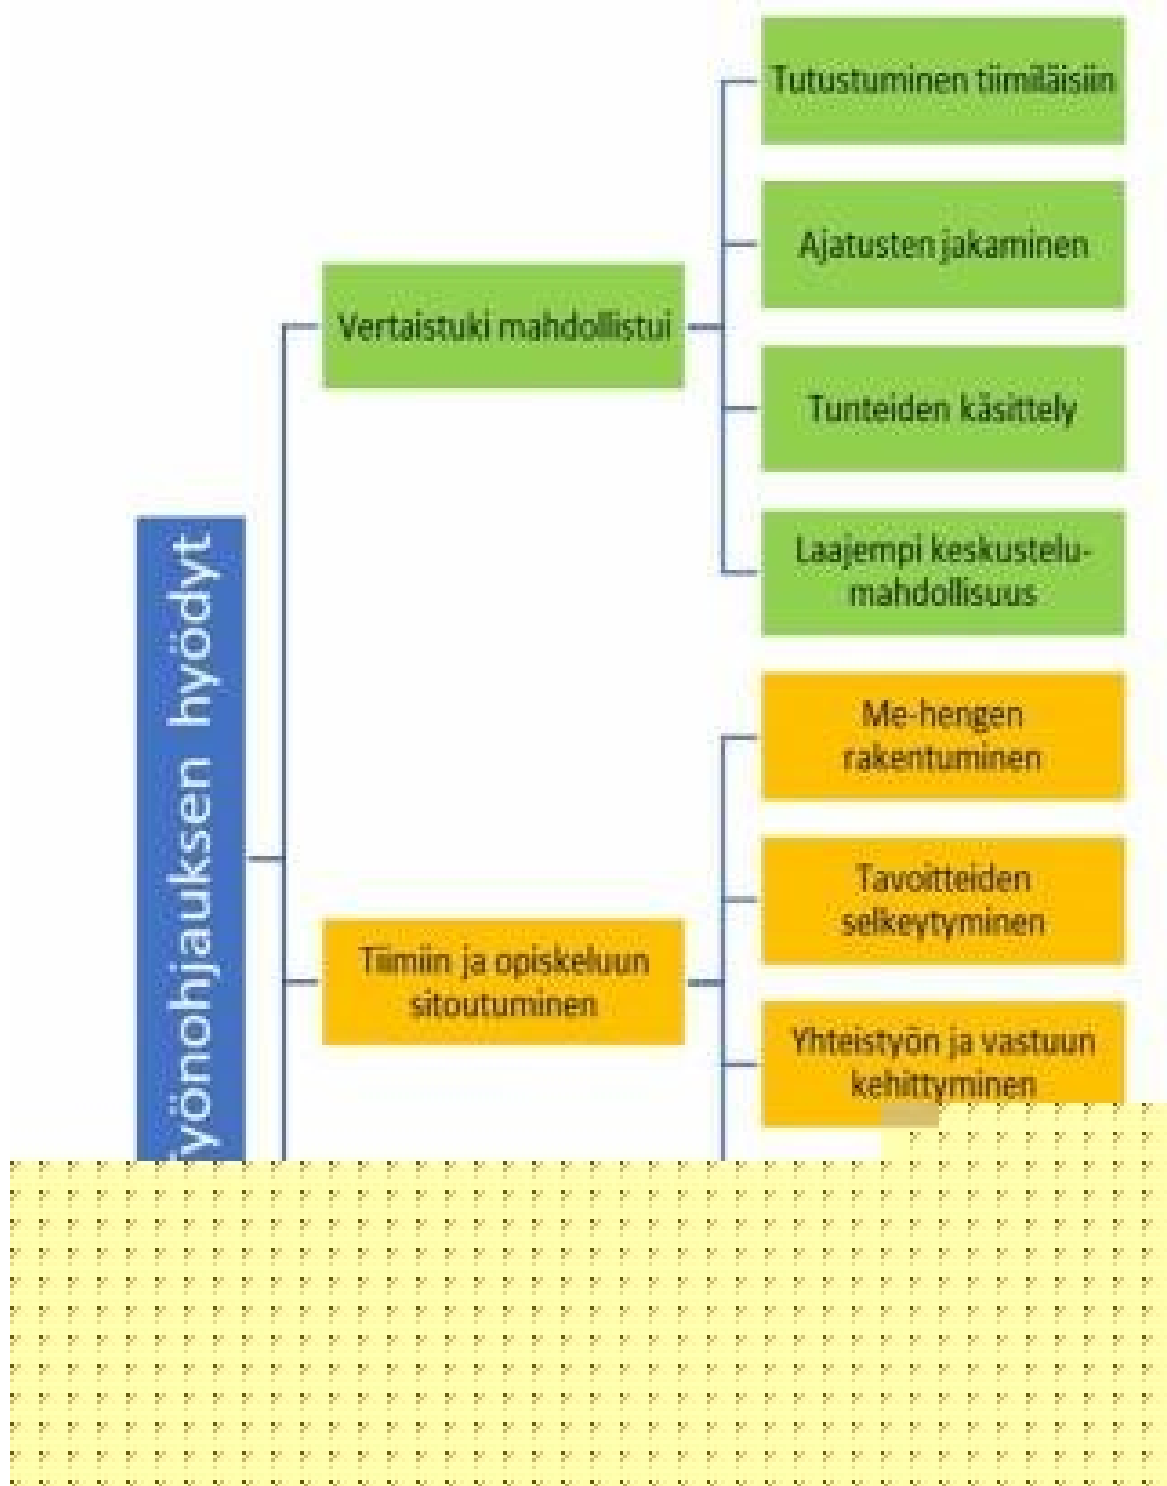 Tutustuminen tiimiläisiin
Ajatusten jakaminen
Vertaistuki mahdollistui
Tunteiden käsittely
Laajempi keskustelu-
mahdollisuus
hyödyt
Me-hengen
rakentuminen
Tavoitteiden
selkeytyminen
Tiimiin ja opiskeluun
sitoutuminen
Yhteistyön ja vastuun
kehittyminen